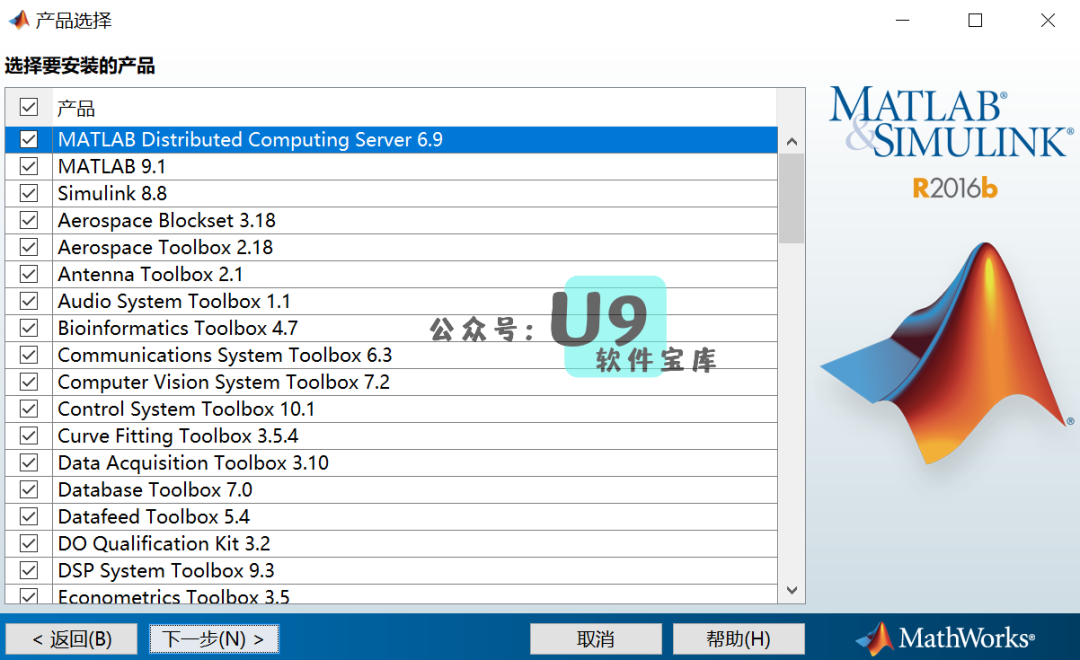 产品选择
选择要安装的产品
产品
MATLAB Distributed Computing Server 6.9
MATLAB 9.1
Simulink 8.8
Aerospace Blockset 3.18
Aerospace Toolbox 2.18
Antenna Toolbox 2.1
Audio System Toolbox 1.1
Bioinformatics Toolbox 4.7
Communications System Toolbox 6.3
Computer Vision System Toolbox 7.2
Control System Toolbox 10.1
Curve Fitting Toolbox 3.5.4
Data Acquisition Toolbox 3.10
Database Toolbox 7.0
Datafeed Toolbox 5.4
DO Qualification Kit 3.2
DSP System Toolbox 9.3
Econometrics Toolbox 3.5
公众号: U9
软件宝库
MATLAB®
&SIMULINK®
R2016b
®
< 返回(B)
下一步(N) >
取消
帮助(H)
MathWorks®